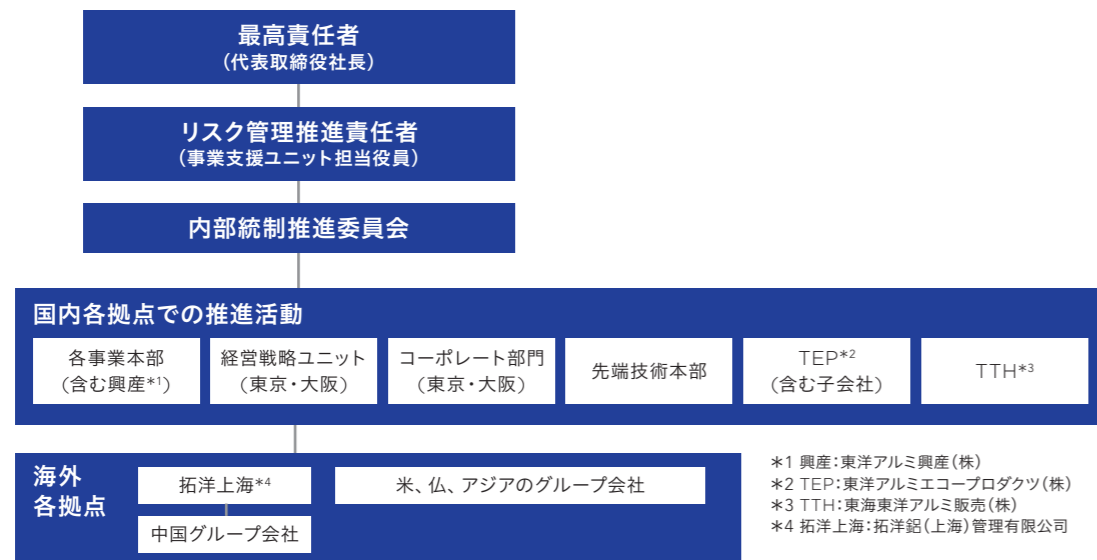 最高責任者
(代表取締役社長)
リスク管理推進責任者
(事業支援ユニット担当役員)
内部統制推進委員会
国内各拠点での推進活動
各事業本部
(含む興産*1)
経営戦略ユニット
(東京・大阪)
コーポレート部門
(東京・大阪)
先端技術本部
TEP*2
(含む子会社)
TTH*3
海外
各拠点
拓洋上海*4
中国グループ会社
米、仏、アジアのグループ会社
*1 興産:東洋アルミ興産(株)
*2 TEP:東洋アルミエコープロダクツ(株)
*3 TTH:東海東洋アルミ販売(株)
*4 拓洋上海:拓洋鋁(上海)管理有限公司